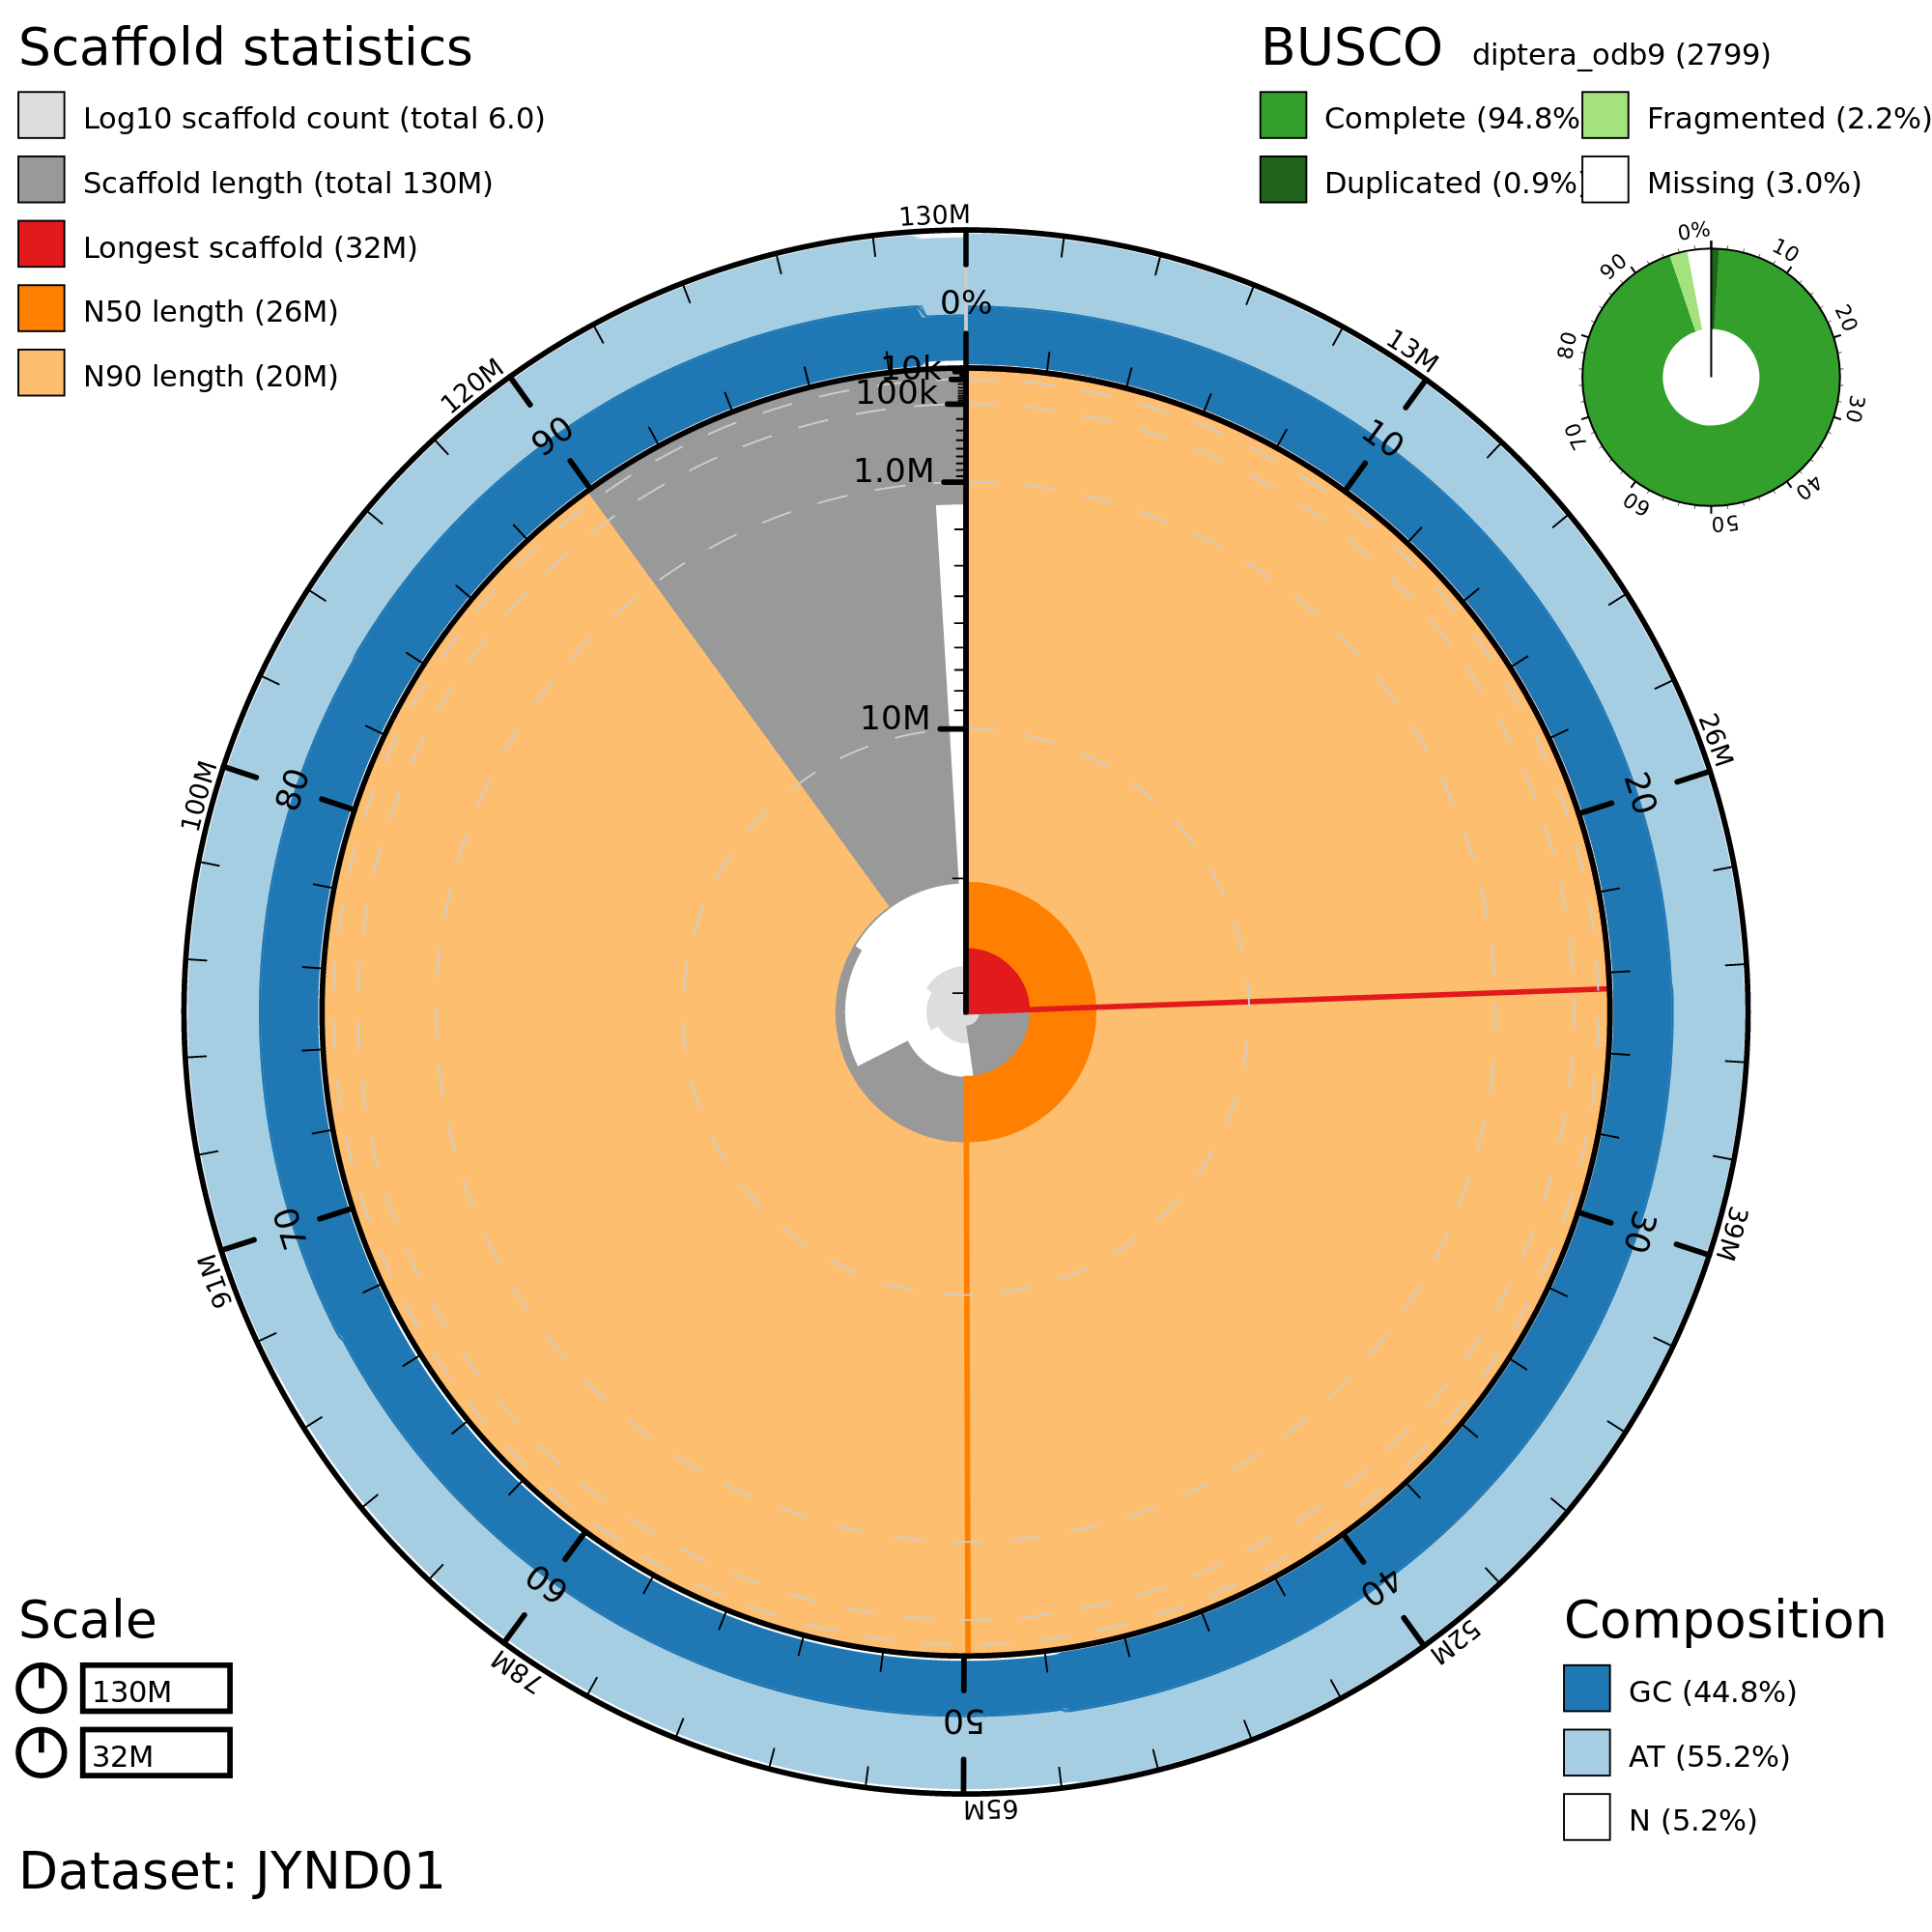 Scaffold statistics
Log10 scaffold count (total 6.0)
Scaffold length (total 130M)
Longest scaffold (32M)
N50 length (26M)
N90 length (20M)
BUSCO diptera_odb9 (2799)
Complete (94.8%
Fragmented (2.2%)
Duplicated (0.9%)
Missing (3.0%)
0%
10
20
30
40
50
60
70
80
90
130M
13M
26M
39M
52M
65M
78M
91M
100M
120M
0%
10
20
30
40
50
60
70
80
90
10k
100k
1.0M
10M
Scale
130M
32M
Composition
GC (44.8%)
AT (55.2%)
N (5.2%)
Dataset: JYND01